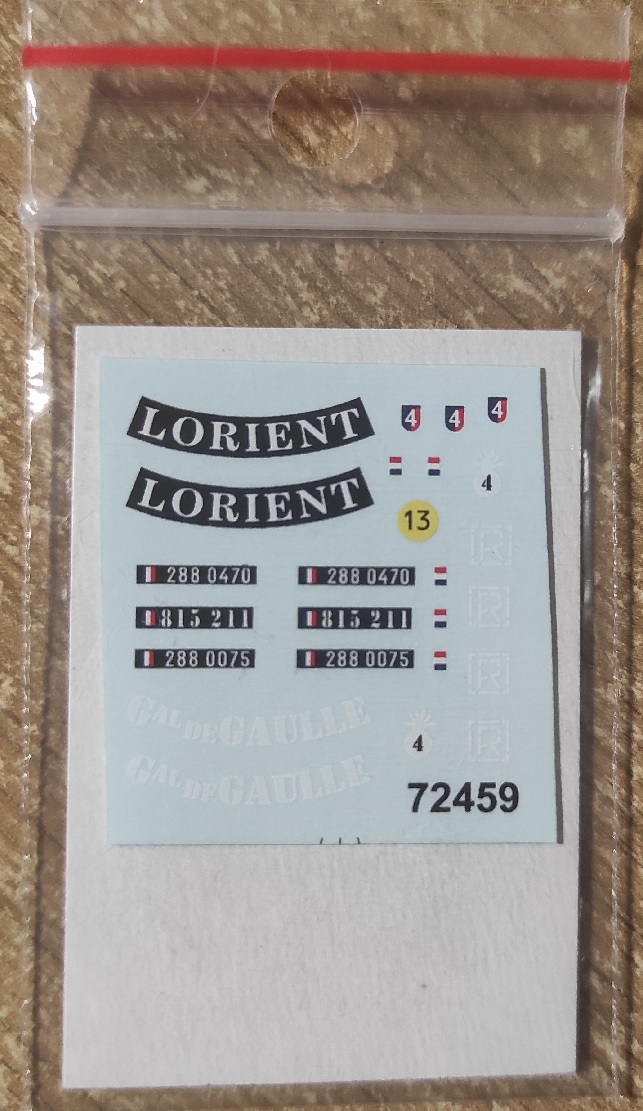 LORIENT
4 4 4
LORIENT
4
13
R
288 0470 288 0470
R
815 211 815 211
288 0075 288 0075
R
GAL DE GAULLE
4
R
GAL DE GAULLE
72459